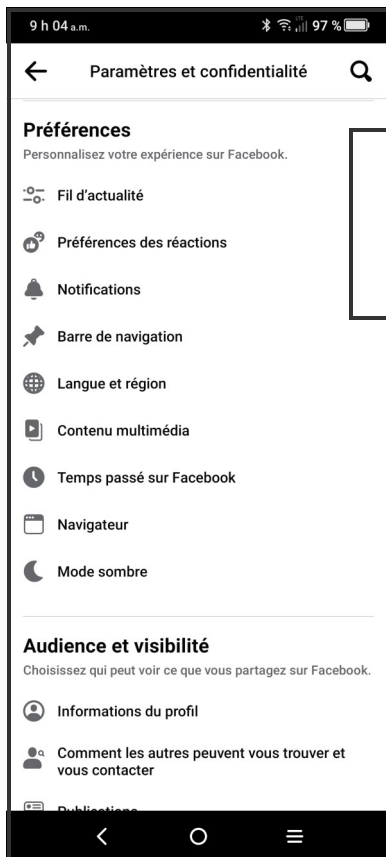 9 h 04 a.m.
LTE 97 %
Paramètres et confidentialité
Préférences
Personnalisez votre expérience sur Facebook.
Fil d'actualité
Préférences des réactions
Notifications
Barre de navigation
Langue et région
Contenu multimédia
Temps passé sur Facebook
Navigateur
Mode sombre
Audience et visibilité
Choisissez qui peut voir ce que vous partagez sur Facebook.
Informations du profil
Comment les autres peuvent vous trouver et
vous contacter
Publications